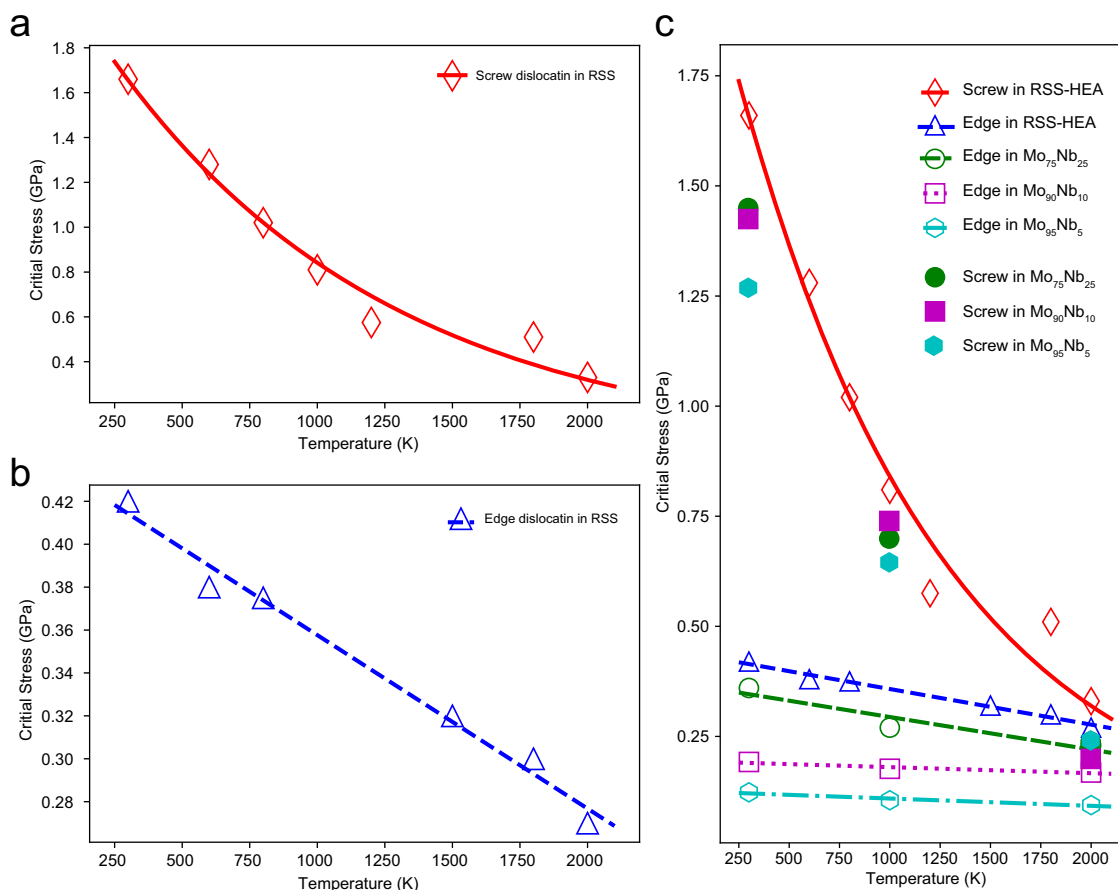 a
1.8
1.6
1.4
1.2
1.0
0.8
0.6
0.4
Critial Stress (GPa)
Screw dislocatin in RSS
250 500 750 1000 1250 1500 1750 2000
Temperature (K)
b
0.42
0.40
0.38
0.36
0.34
0.32
0.30
0.28
Critial Stress (GPa)
Edge dislocatin in RSS
250 500 750 1000 1250 1500 1750 2000
Temperature (K)
c
1.75
1.50
1.25
1.00
0.75
0.50
0.25
Critial Stress (GPa)
Screw in RSS-HEA
Edge in RSS-HEA
Edge in Mo₇₅Nb₂₅
Edge in Mo₉₀Nb₁₀
Edge in Mo₉₅Nb₅
Screw in Mo₇₅Nb₂₅
Screw in Mo₉₀Nb₁₀
Screw in Mo₉₅Nb₅
250 500 750 1000 1250 1500 1750 2000
Temperature (K)